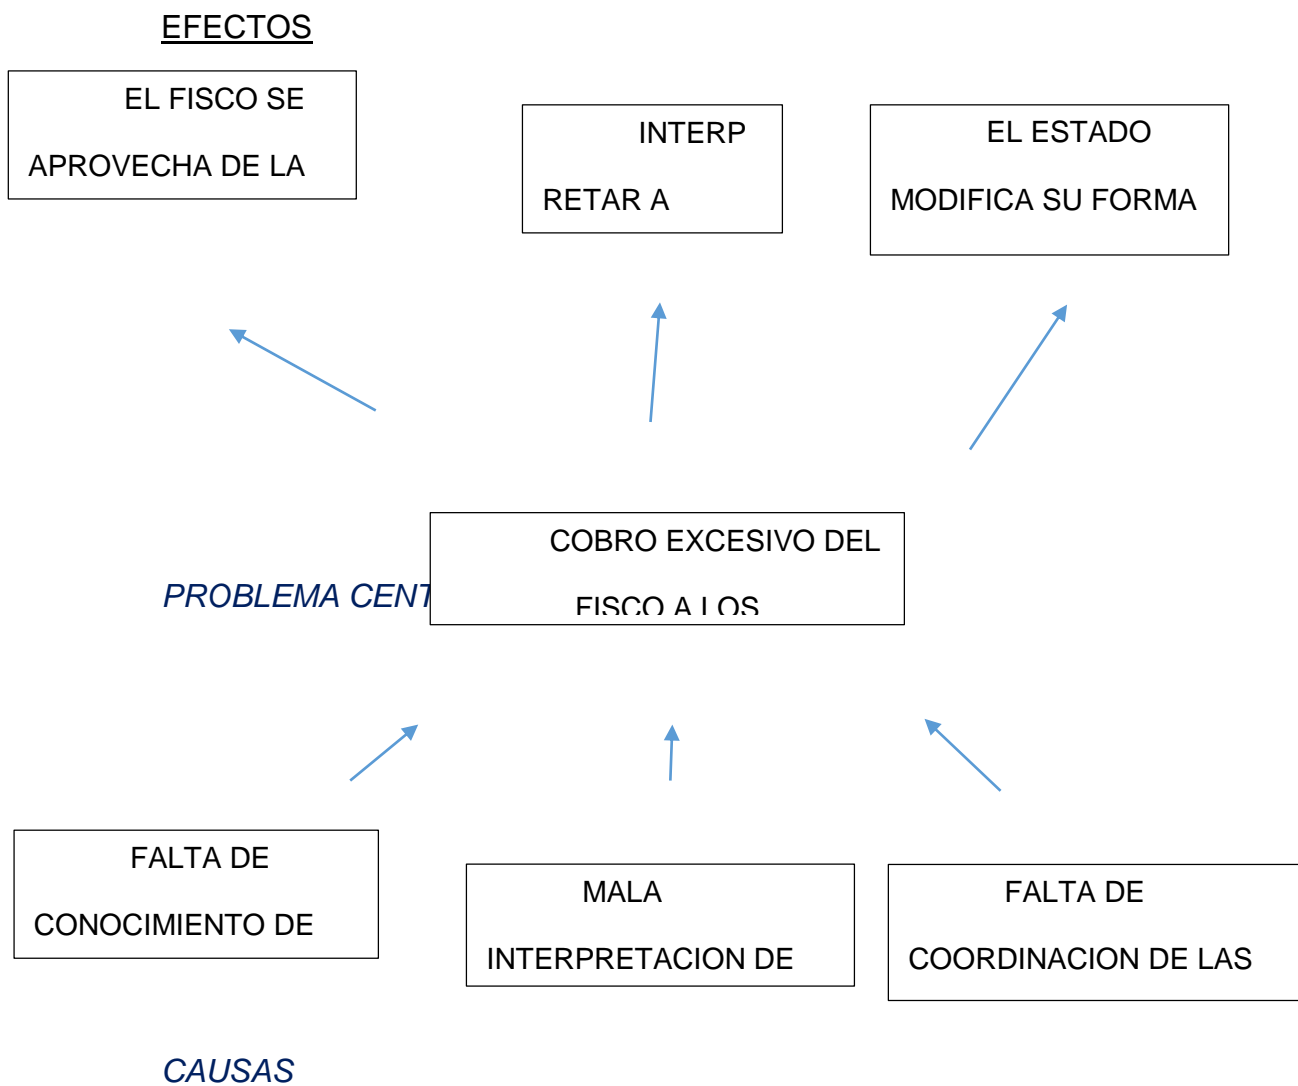 EFECTOS
EL FISCO SE
APROVECHA DE LA
INTERP
RETAR A
EL ESTADO
MODIFICA SU FORMA
COBRO EXCESIVO DEL
FISCO A LOS
PROBLEMA CENT
FALTA DE
CONOCIMIENTO DE
MALA
INTERPRETACION DE
FALTA DE
COORDINACION DE LAS
CAUSAS